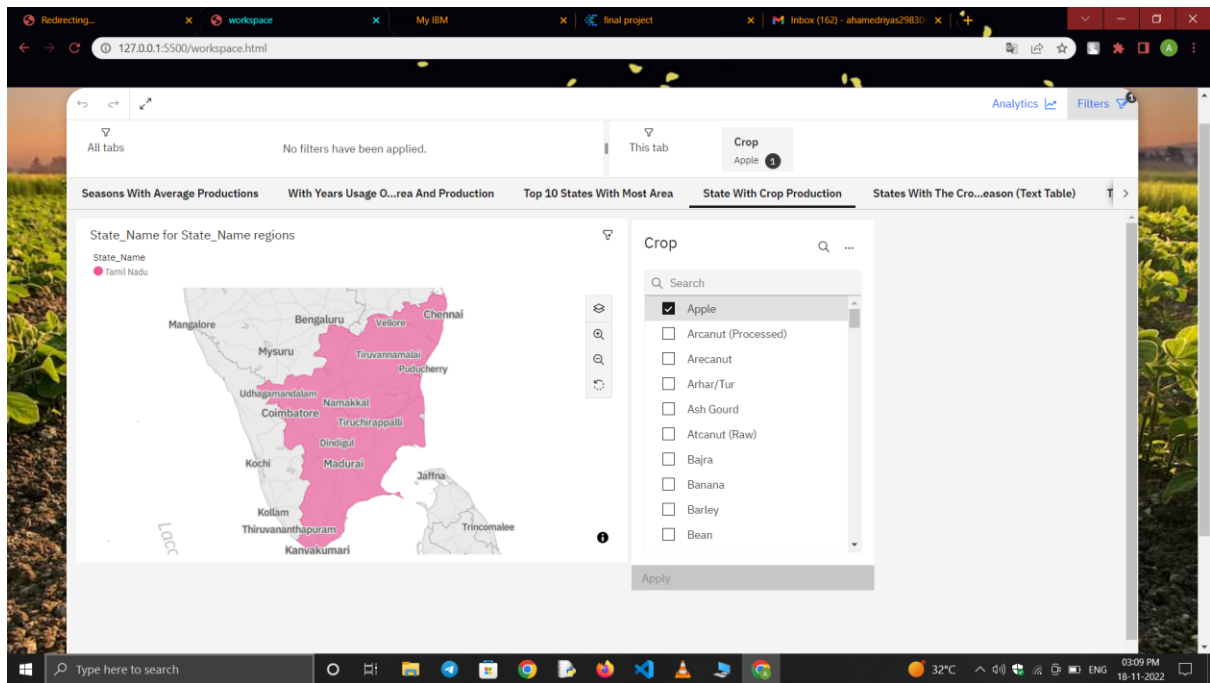 Redirecting...
workspace
My IBM
final project
Inbox (162) - ahamedriyas29830
127.0.0.1:5500/workspace.html
A
Analytics
Filters
1
All tabs
No filters have been applied.
This tab
Crop
Apple 1
Seasons With Average Productions
With Years Usage O...rea And Production
Top 10 States With Most Area
State With Crop Production
States With The Cro...eason (Text Table)
T
State_Name for State_Name regions
State_Name
Tamil Nadu
Chennai
Bengaluru
Vellore
Mangalore
Mysuru
Tiruvannamalai
Puducherry
Udhagamandalam
Namakkal
Coimbatore
Tiruchirappalli
Dindigul
Kochi
Madurai
Jaffna
Kollam
Thiruvananthapuram
Trincomalee
Lacc
Kanyakumari
Crop
Search
Apple
Arcanut (Processed)
Arecanut
Arhar/Tur
Ash Gourd
Atcanut (Raw)
Bajra
Banana
Barley
Bean
Apply
Type here to search
32°C
ENG
03:09 PM
18-11-2022